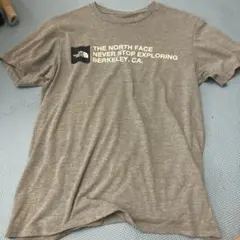 THE NORTH FACE
NEVER STOP EXPLORING
BERKELEY, CA.